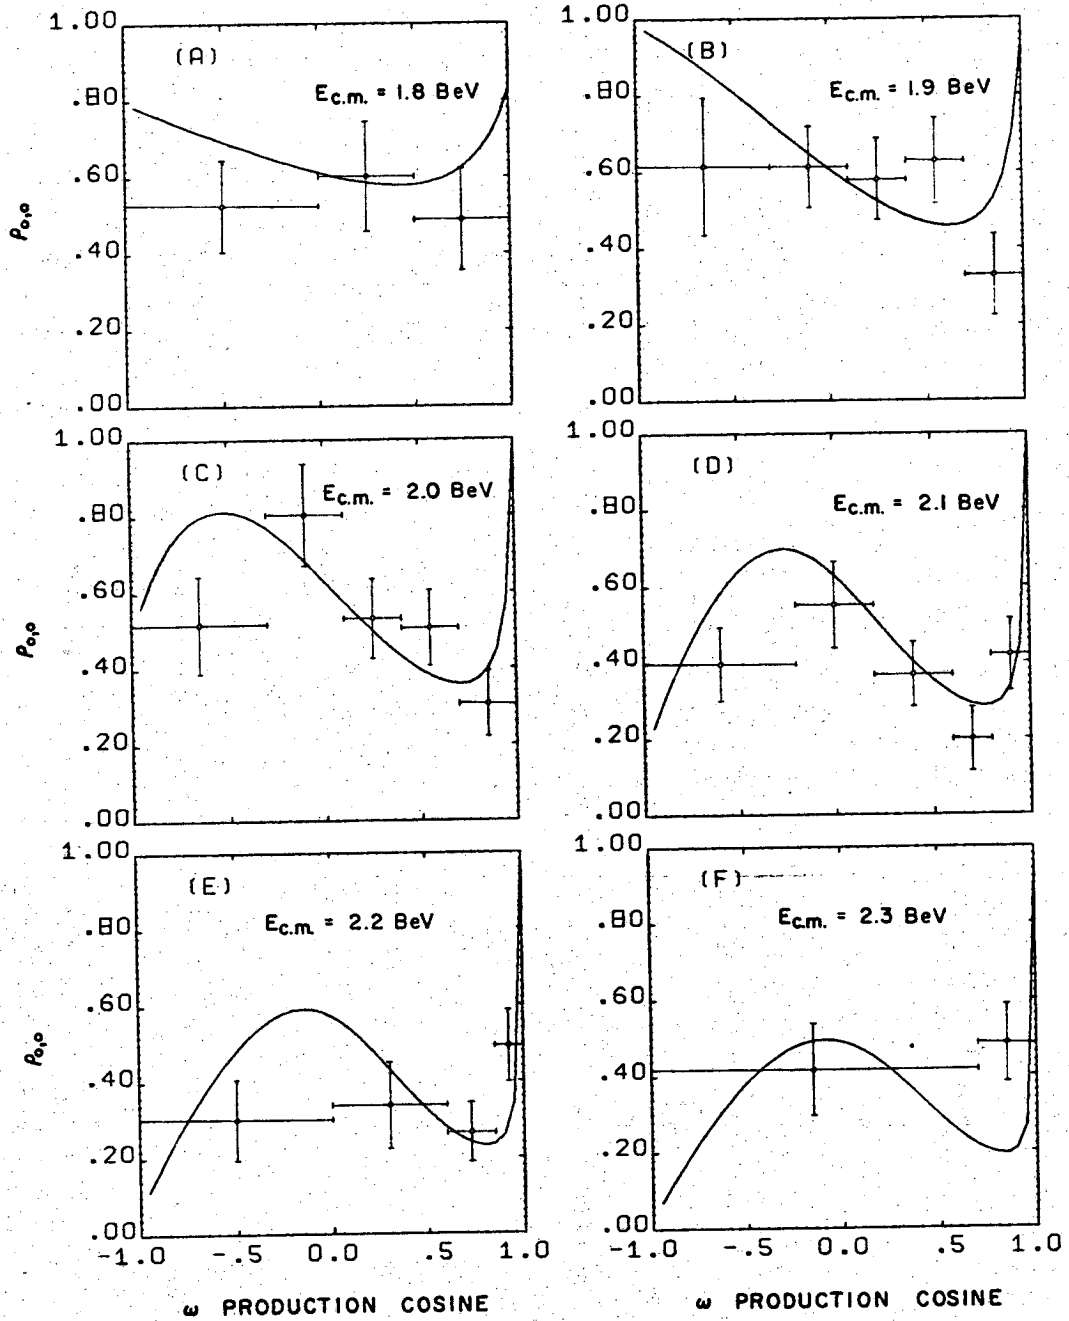 1.00
.80
.60
.40
.20
.00
ρ0,0
(A)
Ec.m. = 1.8 BeV
1.00
.80
.60
.40
.20
.00
(B)
Ec.m. = 1.9 BeV
1.00
.80
.60
.40
.20
.00
ρ0,0
(C)
Ec.m. = 2.0 BeV
1.00
.80
.60
.40
.20
.00
(D)
Ec.m. = 2.1 BeV
1.00
.80
.60
.40
.20
.00
ρ0,0
(E)
Ec.m. = 2.2 BeV
-1.0 -.5 0.0 .5 1.0
ω PRODUCTION COSINE
1.00
.80
.60
.40
.20
.00
(F)
Ec.m. = 2.3 BeV
-1.0 -.5 0.0 .5 1.0
ω PRODUCTION COSINE